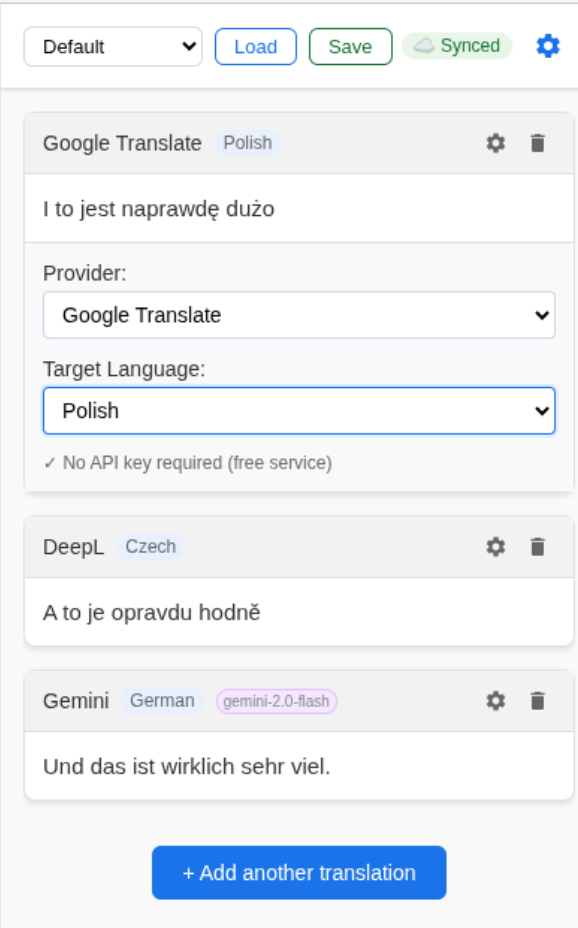 Default Load Save ☁️ Synced
Google Translate Polish
I to jest naprawdę dużo
Provider:
Google Translate
Target Language:
Polish
✓ No API key required (free service)
DeepL Czech
A to je opravdu hodně
Gemini German gemini-2.0-flash
Und das ist wirklich sehr viel.
+ Add another translation